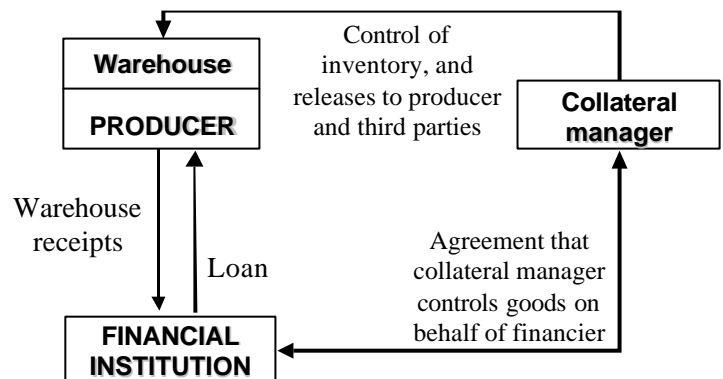 Warehouse
PRODUCER
Control of
inventory, and
releases to producer
and third parties
Collateral
manager
Warehouse
receipts
Loan
Agreement that
collateral manager
controls goods on
behalf of financier
FINANCIAL
INSTITUTION